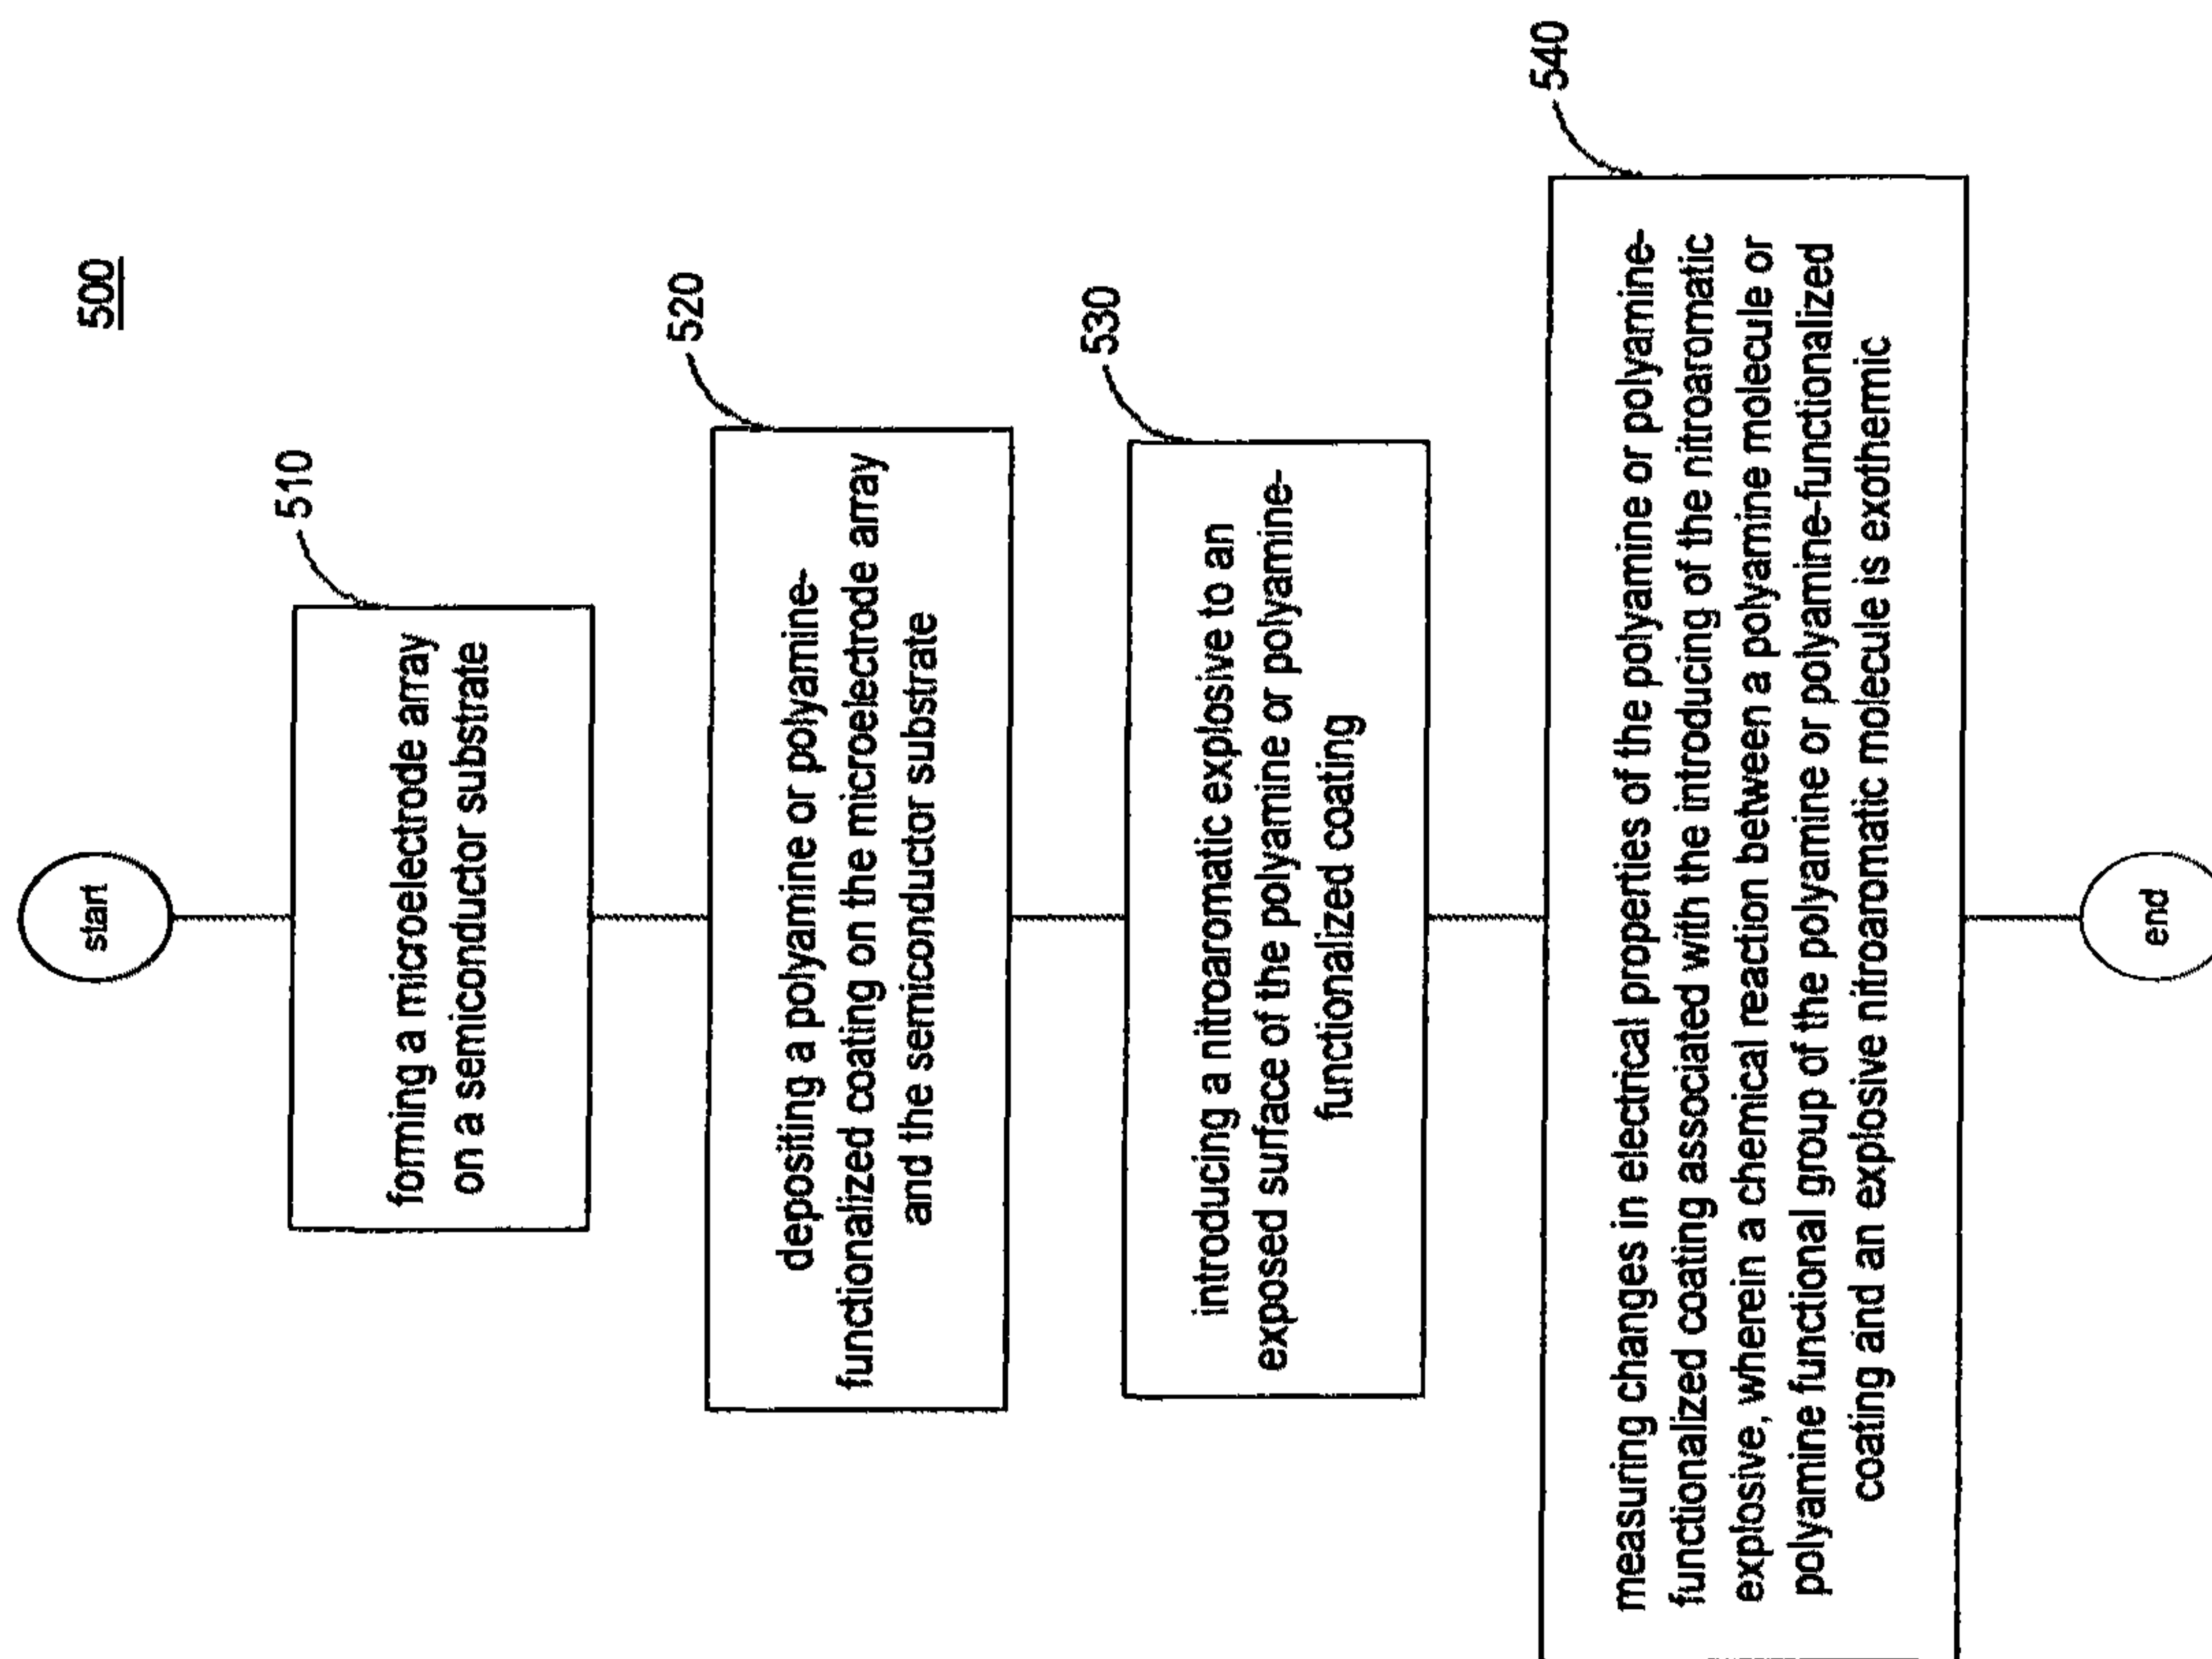 500
start
510
forming a microelectrode array
on a semiconductor substrate
520
depositing a polyamine or polyamine-
functionalized coating on the microelectrode array
and the semiconductor substrate
530
introducing a nitroaromatic explosive to an
exposed surface of the polyamine or polyamine-
functionalized coating
540
measuring changes in electrical properties of the polyamine or polyamine-
functionalized coating associated with the introducing of the nitroaromatic
explosive, wherein a chemical reaction between a polyamine molecule or
polyamine functional group of the polyamine or polyamine-functionalized
coating and an explosive nitroaromatic molecule is exothermic
end